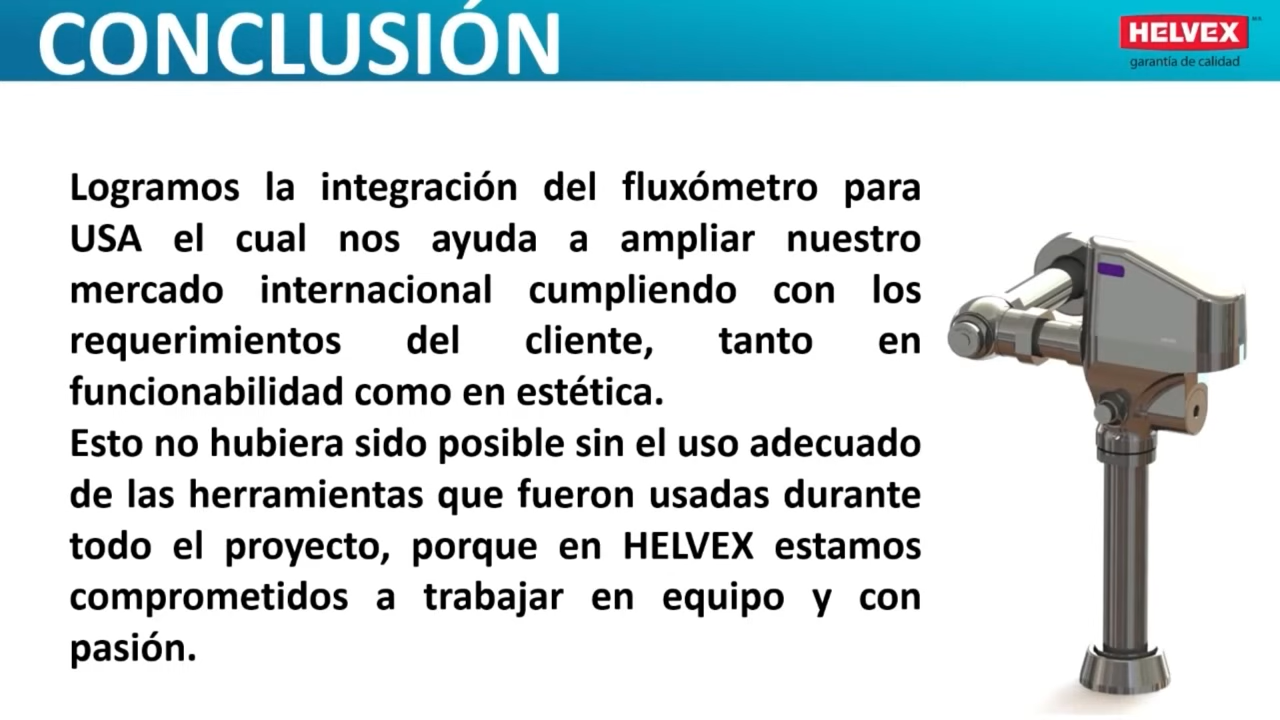 CONCLUSIÓN
HELVEX
garantía de calidad
Logramos la integración del fluxómetro para
USA el cual nos ayuda a ampliar nuestro
mercado internacional cumpliendo con los
requerimientos del cliente, tanto en
funcionabilidad como en estética.
Esto no hubiera sido posible sin el uso adecuado
de las herramientas que fueron usadas durante
todo el proyecto, porque en HELVEX estamos
comprometidos a trabajar en equipo y con
pasión.